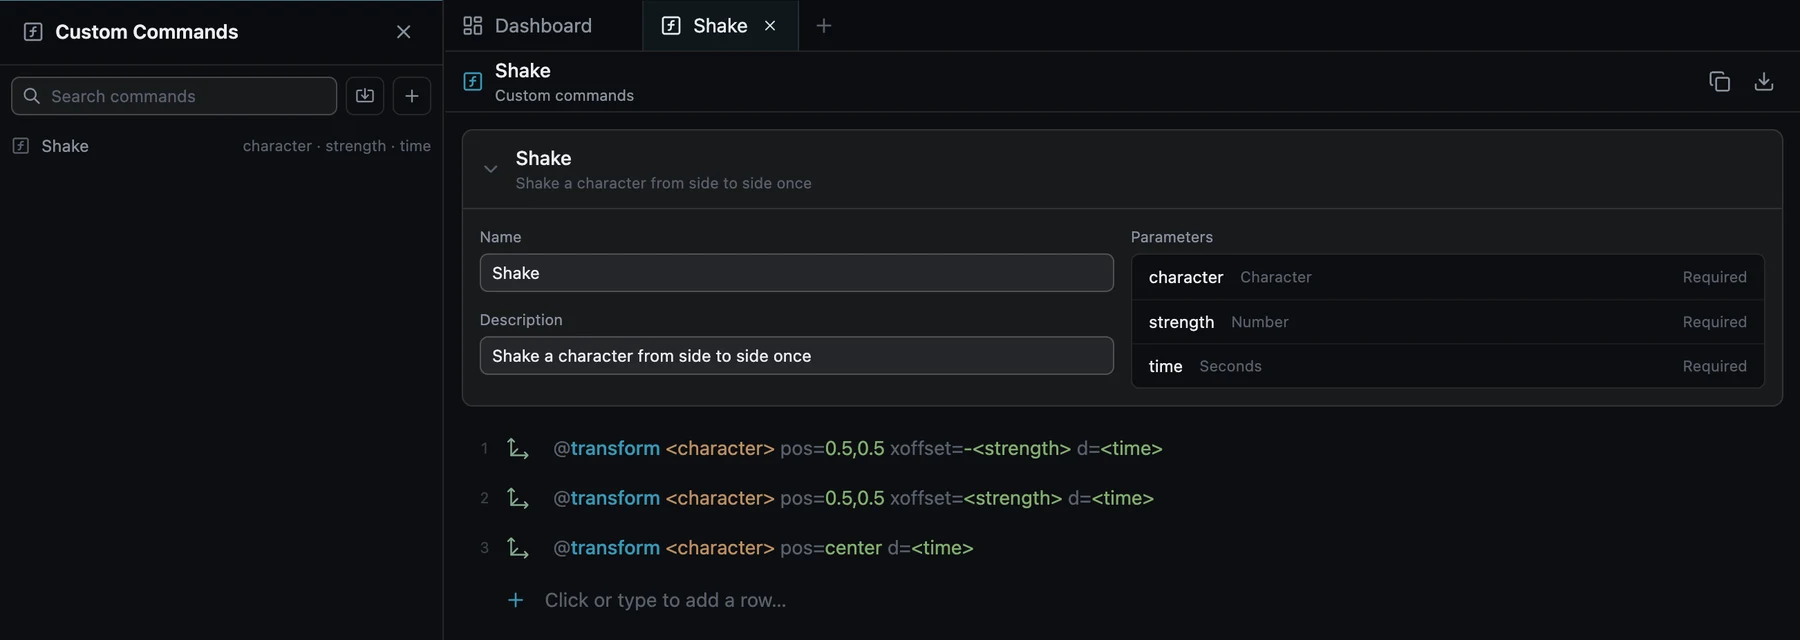 Custom Commands
Search commands
Shake character · strength · time
Dashboard
Shake
Shake
Custom commands
Shake
Shake a character from side to side once
Name
Shake
Description
Shake a character from side to side once
Parameters
character Character Required
strength Number Required
time Seconds Required
1 @transform <character> pos=0.5,0.5 xoffset=-<strength> d=<time>
2 @transform <character> pos=0.5,0.5 xoffset=<strength> d=<time>
3 @transform <character> pos=center d=<time>
Click or type to add a row...